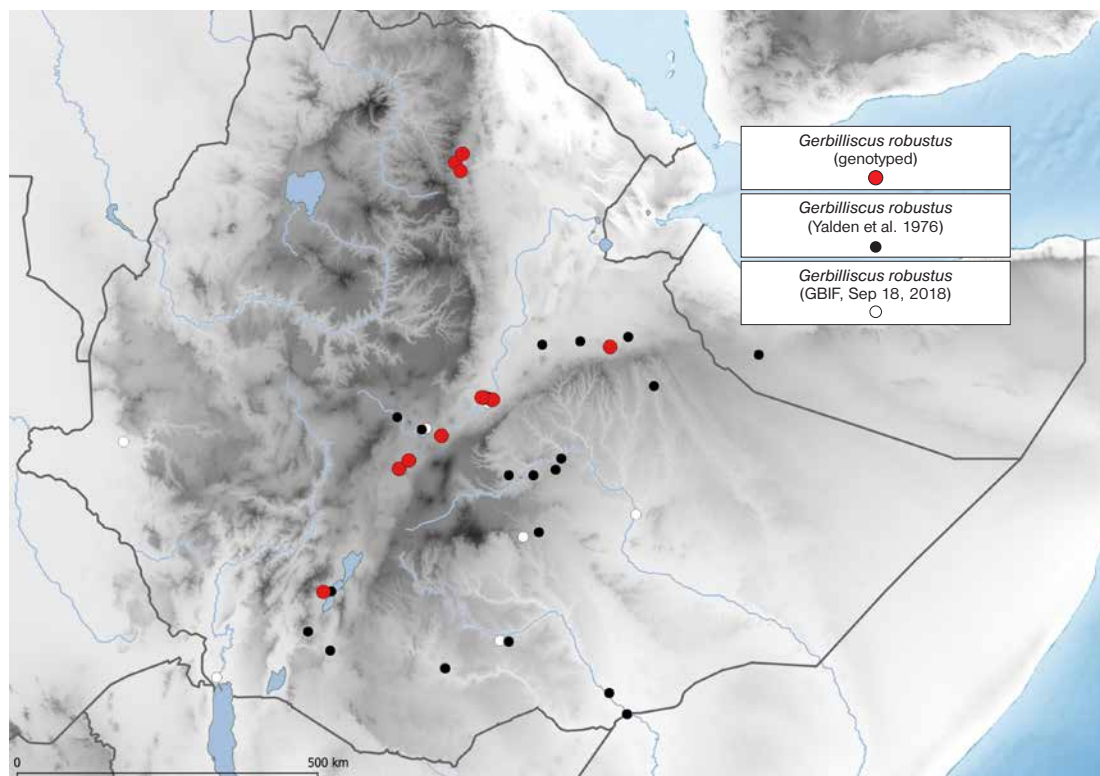 Gerbilliscus robustus
(genotyped)
Gerbilliscus robustus
(Yalden et al. 1976)
Gerbilliscus robustus
(GBIF, Sep 18, 2018)
0 500 km